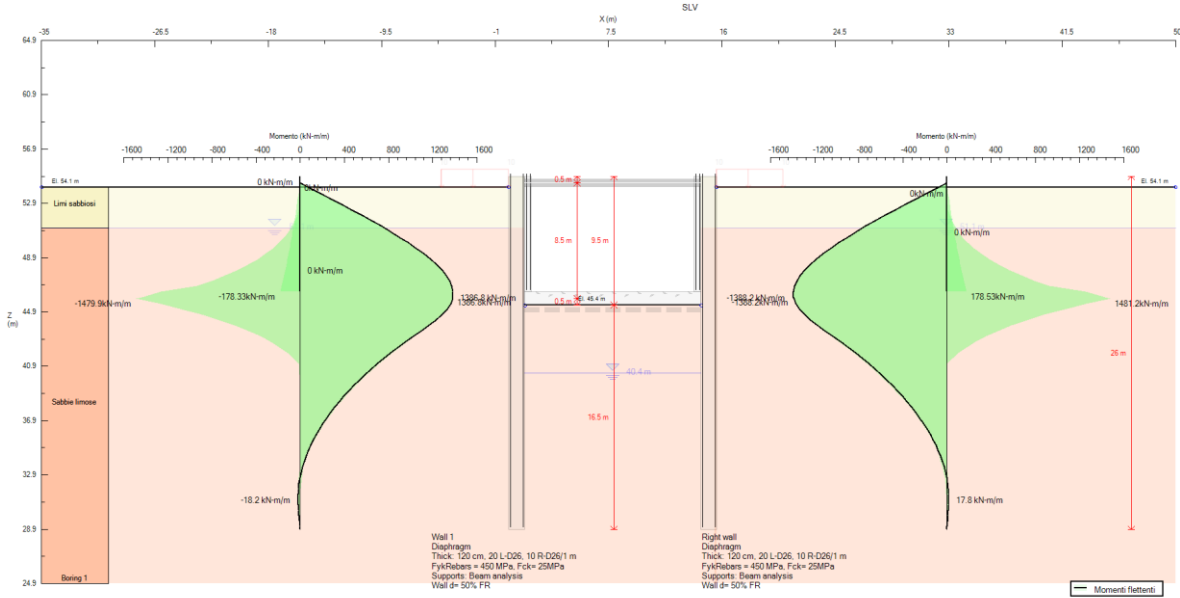 SLV
X (m)
-35 -26.5 -18 -9.5 -1 7.5 16 24.5 33 41.5 50
64.9
60.9
56.9
52.9
48.9
44.9
Z
(m)
40.9
36.9
32.9
28.9
24.9
Momento (kN-m/m)
-1600 -800 -400 0 400 800 1200 1600
Momento (kN-m/m)
-1600 -800 -400 0 400 800 1200 1600
El. 54.1 m
Limi sabbiosi
Sabbie limose
Boring 1
0 kN-m/m
0kN-m/m
0 kN-m/m
-178.33kN-m/m
-1479.9kN-m/m
1386.8 kN-m/m
1386.8kN-m/m
-18.2 kN-m/m
0.5 m
8.5 m
9.5 m
0.5 m
El. 45.4 m
40.4 m
16.5 m
0kN-m/m
0 kN-m/m
-1388.2 kN-m/m
-1388.2kN-m/m
178.53kN-m/m
1481.2kN-m/m
17.8 kN-m/m
El. 54.1 m
26 m
Wall 1
Diaphragm
Thick: 120 cm, 20 L-D26, 10 R-D26/1 m
FykRebars = 450 MPa, Fck= 25MPa
Supports: Beam analysis
Wall d= 50% FR
Right wall
Diaphragm
Thick: 120 cm, 20 L-D26, 10 R-D26/1 m
FykRebars = 450 MPa, Fck= 25MPa
Supports: Beam analysis
Wall d= 50% FR
Momenti flettenti